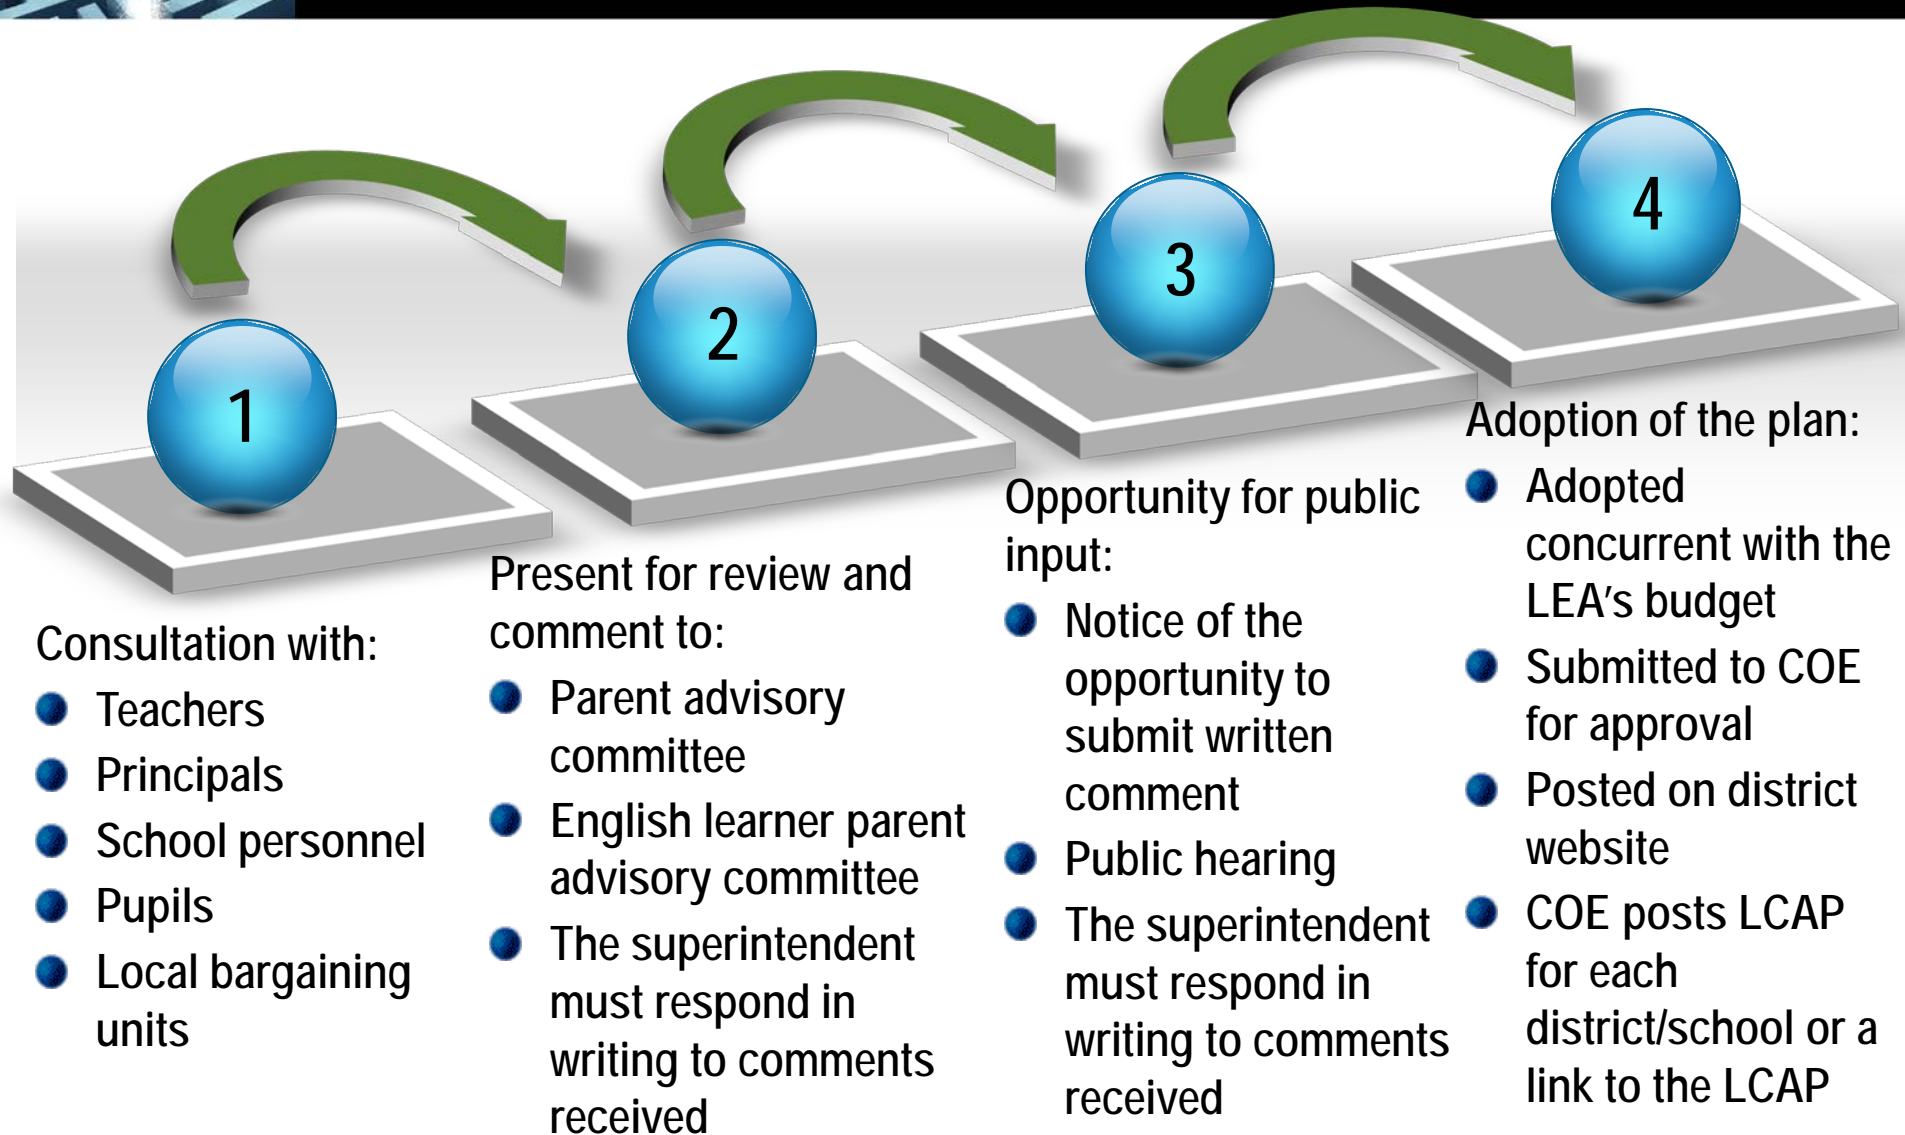 1
Consultation with:
Teachers
Principals
School personnel
Pupils
Local bargaining
units
2
Present for review and
comment to:
Parent advisory
committee
English learner parent
advisory committee
The superintendent
must respond in
writing to comments
received
3
Opportunity for public
input:
Notice of the
opportunity to
submit written
comment
Public hearing
The superintendent
must respond in
writing to comments
received
4
Adoption of the plan:
Adopted
concurrent with the
LEA's budget
Submitted to COE
for approval
Posted on district
website
COE posts LCAP
for each
district/school or a
link to the LCAP